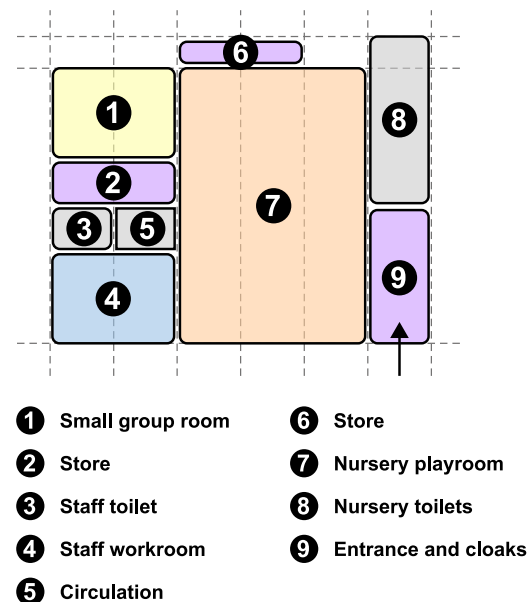 6
1
8
2
7
3
5
4
9
1 Small group room
2 Store
3 Staff toilet
4 Staff workroom
5 Circulation
6 Store
7 Nursery playroom
8 Nursery toilets
9 Entrance and cloaks